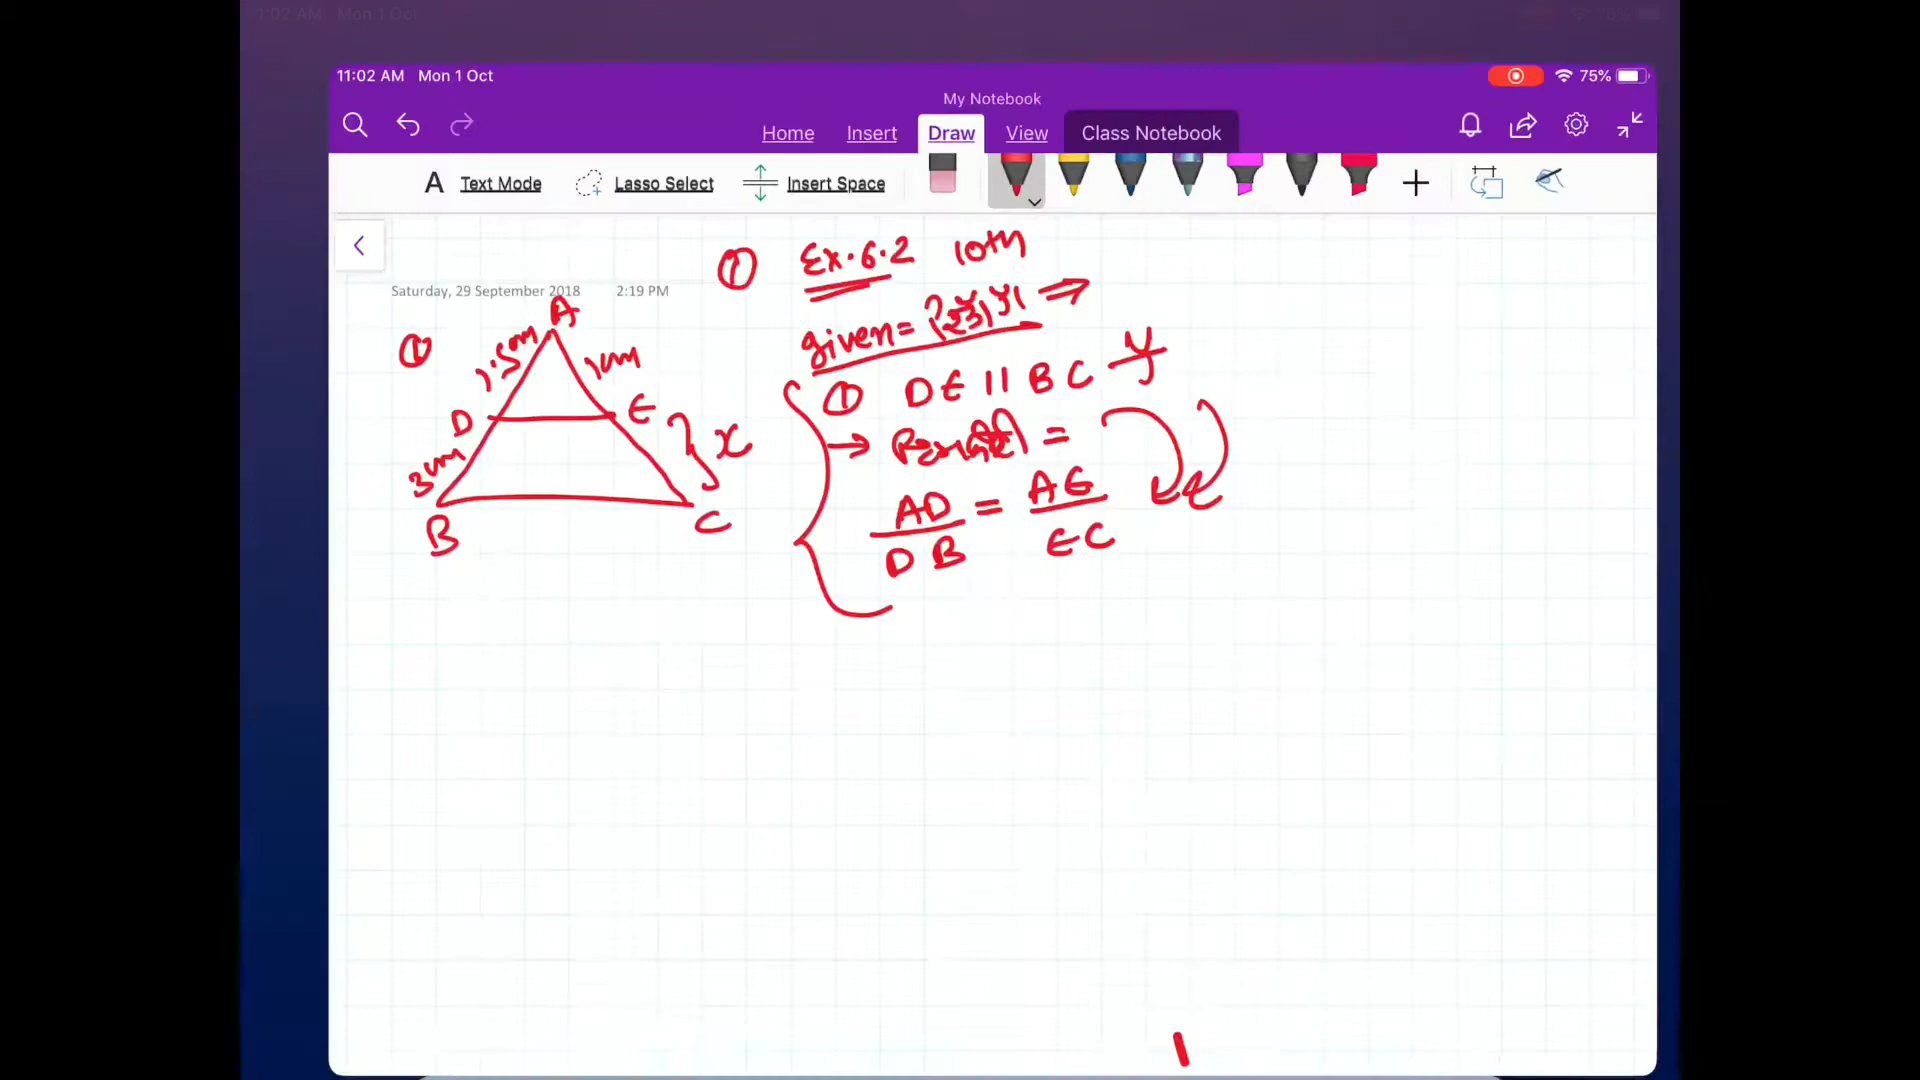 11:02 AM Mon 1 Oct
75%
My Notebook
Home Insert Draw View Class Notebook
A Text Mode Lasso Select Insert Space
Saturday, 29 September 2018 2:19 PM
① Ex.6.2 10th
given =
①
A
1.5cm
1cm
D
E
3cm
x
B
C
① DE || BC
AD/DB = AE/EC